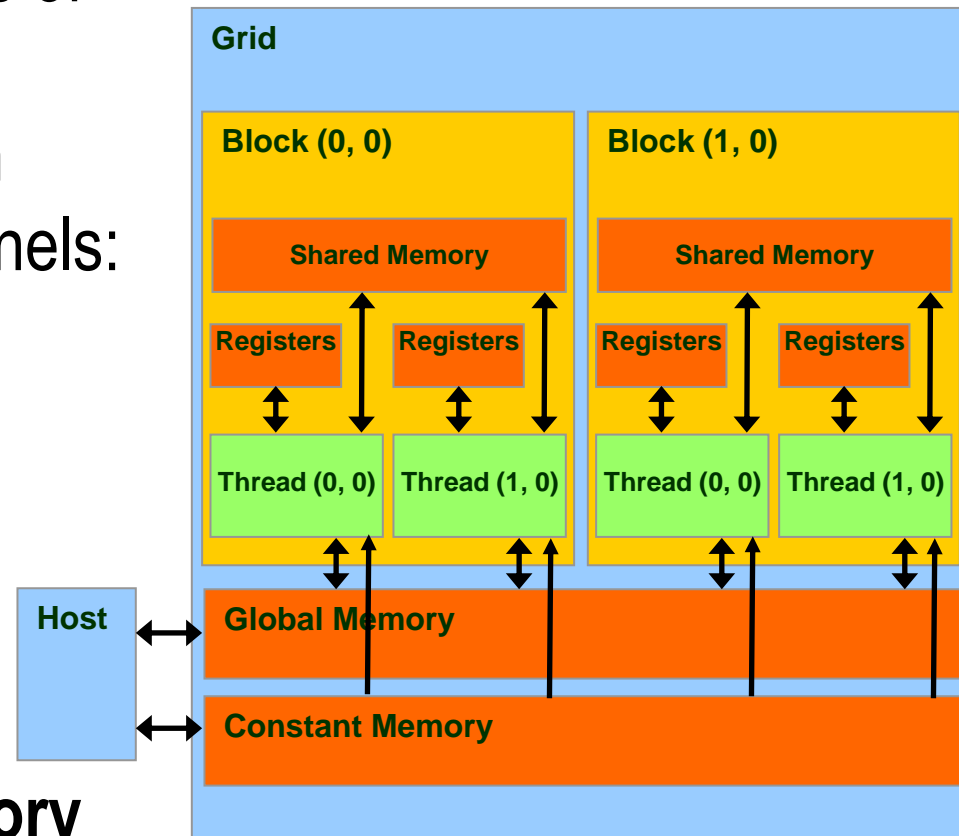 Grid
Block (0, 0)
Block (1, 0)
Shared Memory
Shared Memory
Registers
Registers
Registers
Registers
Thread (0, 0)
Thread (1, 0)
Thread (0, 0)
Thread (1, 0)
Host
Global Memory
Constant Memory